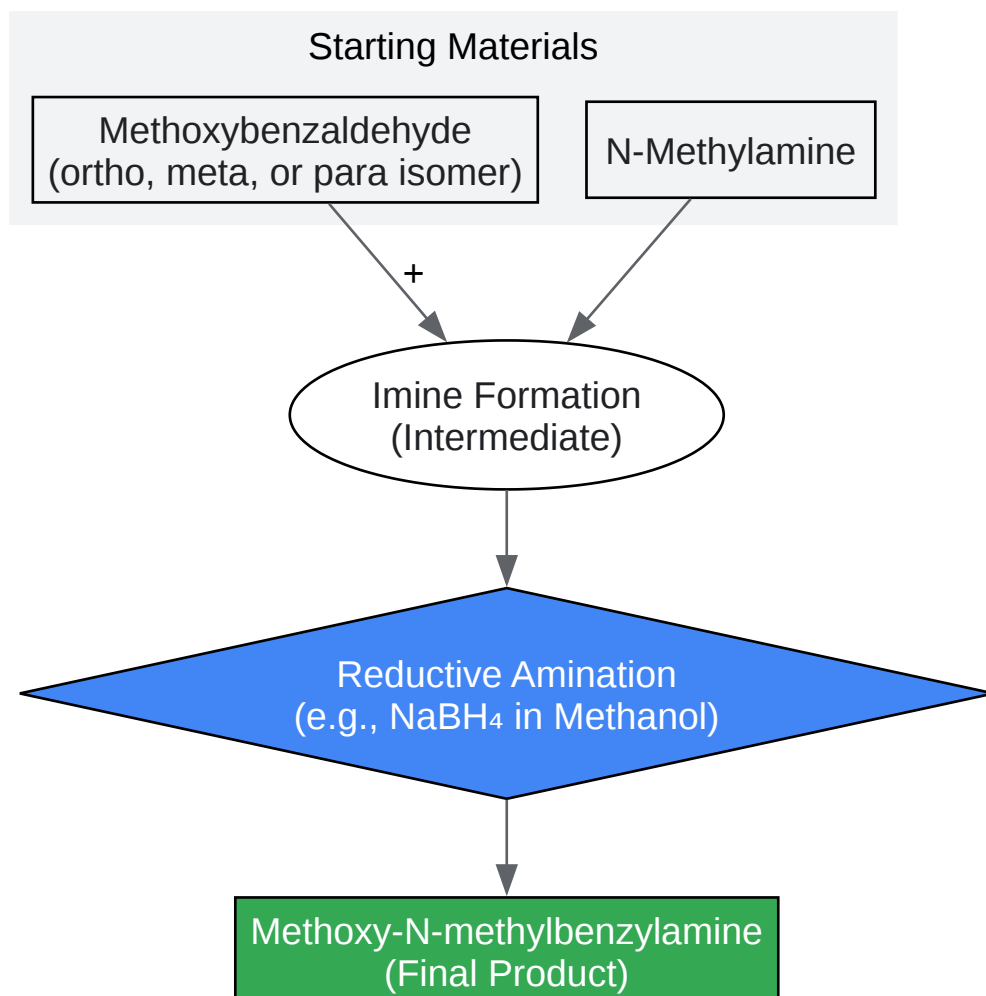 Starting Materials
Methoxybenzaldehyde
(ortho, meta, or para isomer)
N-Methylamine
+
Imine Formation
(Intermediate)
Reductive Amination
(e.g., NaBH₄ in Methanol)
Methoxy-N-methylbenzylamine
(Final Product)